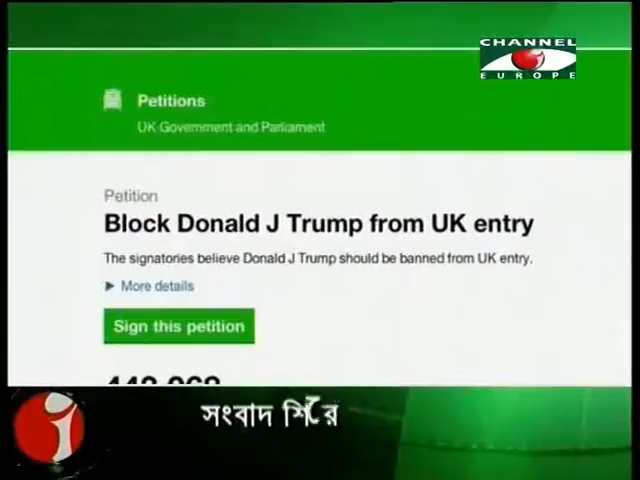 CHANNEL
EUROPE
Petitions
UK Government and Parliament
Petition
Block Donald J Trump from UK entry
The signatories believe Donald J Trump should be banned from UK entry.
▶ More details
Sign this petition
i
সংবাদ